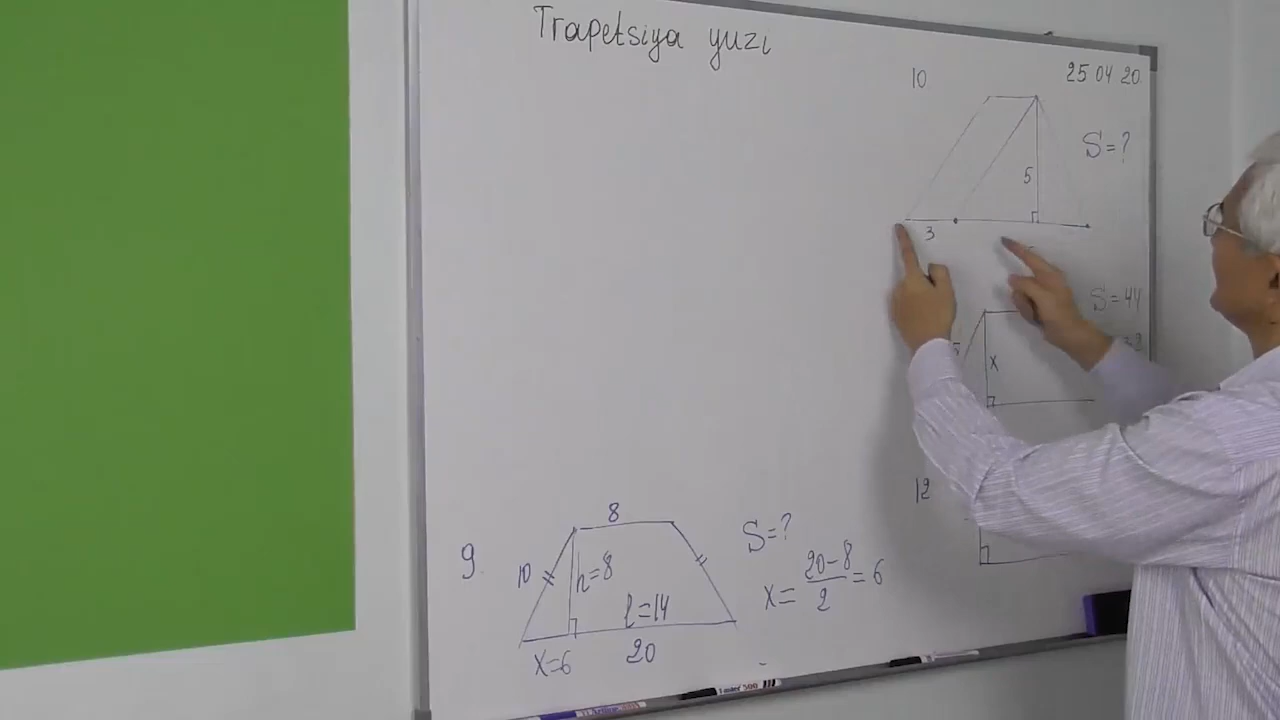 Trapetsiya yuzi
25 04 20
10
S=?
5
3
S=44
x
12
9.
8
10
h=8
l=14
x=6
20
S=?
x= 20-8/2 =6